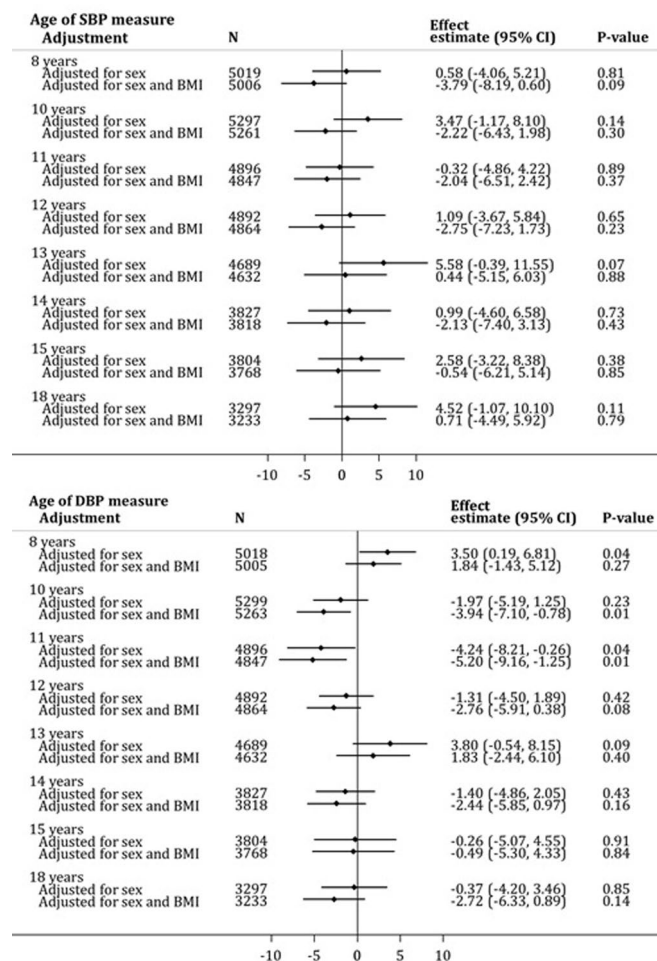 Age of SBP measure
Adjustment N Effect estimate (95% CI) P-value
8 years
Adjusted for sex 5019 0.58 (-4.06, 5.21) 0.81
Adjusted for sex and BMI 5006 -3.79 (-8.19, 0.60) 0.09
10 years
Adjusted for sex 5297 3.47 (-1.17, 8.10) 0.14
Adjusted for sex and BMI 5261 -2.22 (-6.43, 1.98) 0.30
11 years
Adjusted for sex 4896 -0.32 (-4.86, 4.22) 0.89
Adjusted for sex and BMI 4847 -2.04 (-6.51, 2.42) 0.37
12 years
Adjusted for sex 4892 1.09 (-3.67, 5.84) 0.65
Adjusted for sex and BMI 4864 -2.75 (-7.23, 1.73) 0.23
13 years
Adjusted for sex 4689 5.58 (-0.39, 11.55) 0.07
Adjusted for sex and BMI 4632 0.44 (-5.15, 6.03) 0.88
14 years
Adjusted for sex 3827 0.99 (-4.60, 6.58) 0.73
Adjusted for sex and BMI 3818 -2.13 (-7.40, 3.13) 0.43
15 years
Adjusted for sex 3804 2.58 (-3.22, 8.38) 0.38
Adjusted for sex and BMI 3768 -0.54 (-6.21, 5.14) 0.85
18 years
Adjusted for sex 3297 4.52 (-1.07, 10.10) 0.11
Adjusted for sex and BMI 3233 0.71 (-4.49, 5.92) 0.79
-10 -5 0 5 10
Age of DBP measure
Adjustment N Effect estimate (95% CI) P-value
8 years
Adjusted for sex 5018 3.50 (0.19, 6.81) 0.04
Adjusted for sex and BMI 5005 1.84 (-1.43, 5.12) 0.27
10 years
Adjusted for sex 5299 -1.97 (-5.19, 1.25) 0.23
Adjusted for sex and BMI 5263 -3.94 (-7.10, -0.78) 0.01
11 years
Adjusted for sex 4896 -4.24 (-8.21, -0.26) 0.04
Adjusted for sex and BMI 4847 -5.20 (-9.16, -1.25) 0.01
12 years
Adjusted for sex 4892 -1.31 (-4.50, 1.89) 0.42
Adjusted for sex and BMI 4864 -2.76 (-5.91, 0.38) 0.08
13 years
Adjusted for sex 4689 3.80 (-0.54, 8.15) 0.09
Adjusted for sex and BMI 4632 1.83 (-2.44, 6.10) 0.40
14 years
Adjusted for sex 3827 -1.40 (-4.86, 2.05) 0.43
Adjusted for sex and BMI 3818 -2.44 (-5.85, 0.97) 0.16
15 years
Adjusted for sex 3804 -0.26 (-5.07, 4.55) 0.91
Adjusted for sex and BMI 3768 -0.49 (-5.30, 4.33) 0.84
18 years
Adjusted for sex 3297 -0.37 (-4.20, 3.46) 0.85
Adjusted for sex and BMI 3233 -2.72 (-6.33, 0.89) 0.14
-10 -5 0 5 10